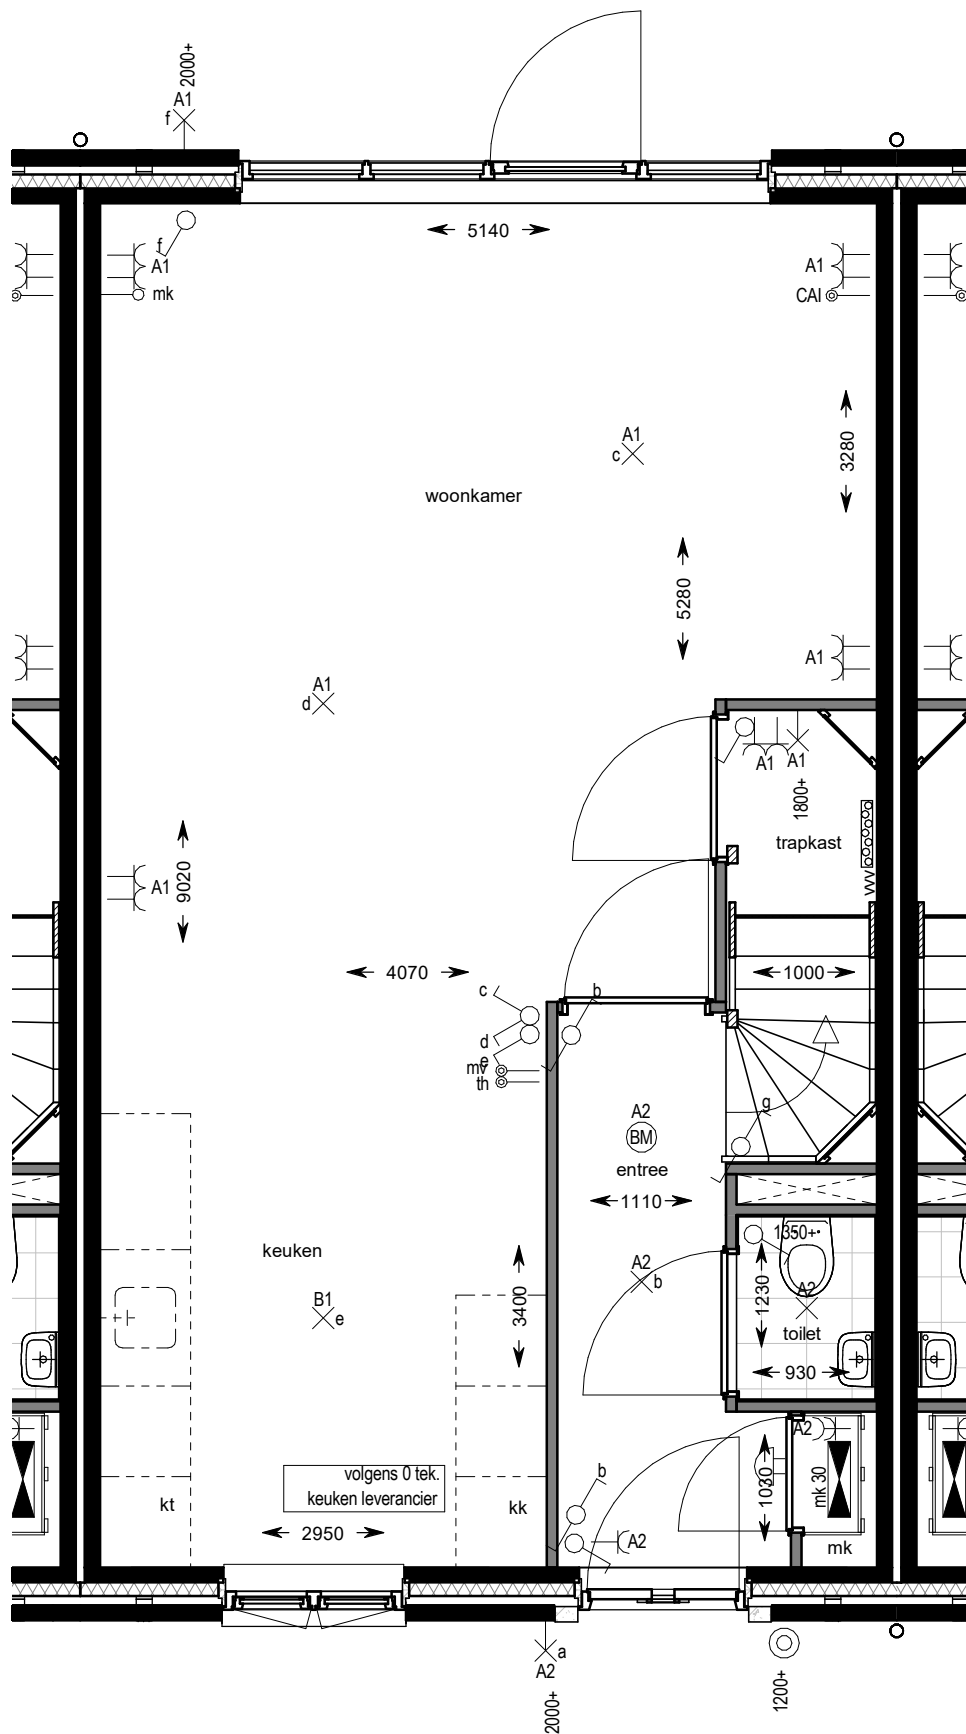 2000+
A1
f
5140
f
A1
mk
A1
CAI
A1
c
3280
woonkamer
5280
A1
A1
d
A1
A1
1800+
trapkast
VV
9020
A1
4070
1000
c
b
d
e
mv
th
g
A2
BM
entree
1110
1350+
keuken
A2
b
1230
A2
B1
e
3400
toilet
930
A2
volgens 0 tek.
keuken leverancier
b
1030
mk 30
kt
kk
2950
A2
mk
a
A2
2000+
1200+